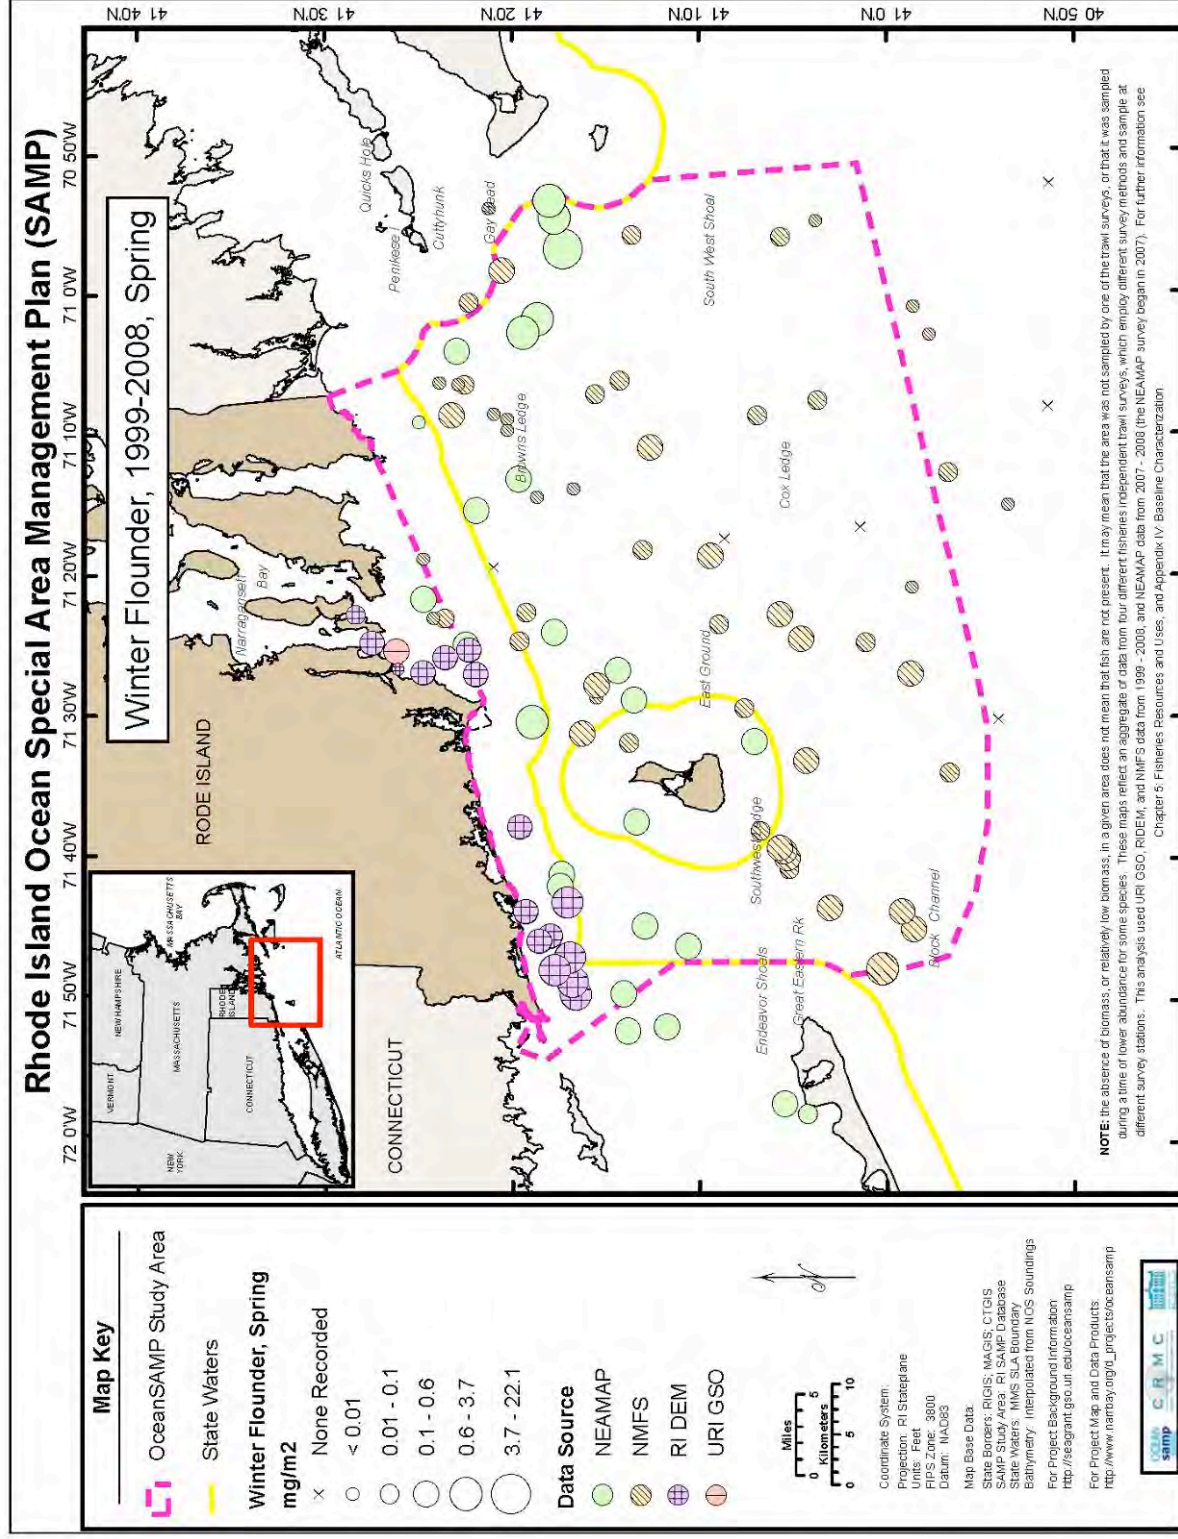 Rhode Island Ocean Special Area Management Plan (SAMP)
Winter Flounder, 1999-2008, Spring
72 0'W
71 50'W
71 40'W
71 30'W
71 20'W
71 10'W
71 0'W
70 50'W
41 40'N
41 30'N
41 20'N
41 10'N
41 0'N
40 50'N
VERMONT
NEW HAMPSHIRE
MASSACHUSETTS
BAY
NEW
YORK
MASSACHUSETTS
RHODE
ISLAND
CONNECTICUT
ATLANTIC OCEAN
RODE ISLAND
CONNECTICUT
Narragansett
Bay
Penikese I
Quicks Hole
Cuttyhunk
Gay Head
Browns Ledge
South West Shoal
Cox Ledge
East Ground
Southwest Ledge
Endeavor Shoals
Great Eastern Rk
Block Channel
NOTE: the absence of biomass, or relatively low biomass, in a given area does not mean that fish are not present. It may mean that the area was not sampled by one of the trawl surveys, or that it was sampled
during a time of lower abundance for some species. These maps reflect an aggregate of data from four different fisheries independent trawl surveys, which employ different survey methods and sample at
different survey stations. This analysis used URI GSO, RIDEM, and NMFS data from 1999 - 2008, and NEAMAP data from 2007 - 2008 (the NEAMAP survey began in 2007). For further information see
Chapter 5: Fisheries Resources and Uses, and Appendix IV: Baseline Characterization
Map Key
OceanSAMP Study Area
State Waters
Winter Flounder, Spring
mg/m2
None Recorded
< 0.01
0.01 - 0.1
0.1 - 0.6
0.6 - 3.7
3.7 - 22.1
Data Source
NEAMAP
NMFS
RI DEM
URI GSO
N
Miles
0 5
Kilometers
0 5 10
Coordinate System:
Projection: RI Stateplane
Units: Feet
FIPS Zone: 3800
Datum: NAD83
Map Base Data:
State Borders: RIGIS; MAGIS; CTGIS
SAMP Study Area: RI SAMP Database
State Waters: MMS SLA Boundary
Bathymetry: Interpolated from NOS Soundings
For Project Background Information:
http://seagrant.gso.uri.edu/oceansamp
For Project Map and Data Products:
http://www.narrbay.org/d_projects/oceansamp
OCEAN
samp
C R M C